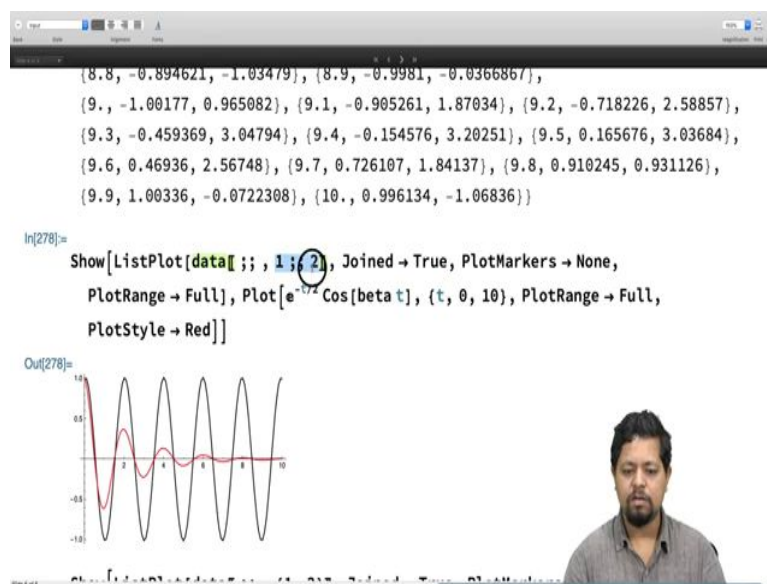 Input
{8.8, -0.894621, -1.03479}, {8.9, -0.9981, -0.0366867},
{9., -1.00177, 0.965082}, {9.1, -0.905261, 1.87034}, {9.2, -0.718226, 2.58857},
{9.3, -0.459369, 3.04794}, {9.4, -0.154576, 3.20251}, {9.5, 0.165676, 3.03684},
{9.6, 0.46936, 2.56748}, {9.7, 0.726107, 1.84137}, {9.8, 0.910245, 0.931126},
{9.9, 1.00336, -0.0722308}, {10., 0.996134, -1.06836}}
In[278]:=
Show[ListPlot[data〚 ;; , 1 ;; 2〛, Joined → True, PlotMarkers → None,
PlotRange → Full], Plot[e^-t/2 Cos[beta t], {t, 0, 10}, PlotRange → Full,
PlotStyle → Red]]
Out[278]=
1.0
0.5
2 4 6 8 10
-0.5
-1.0